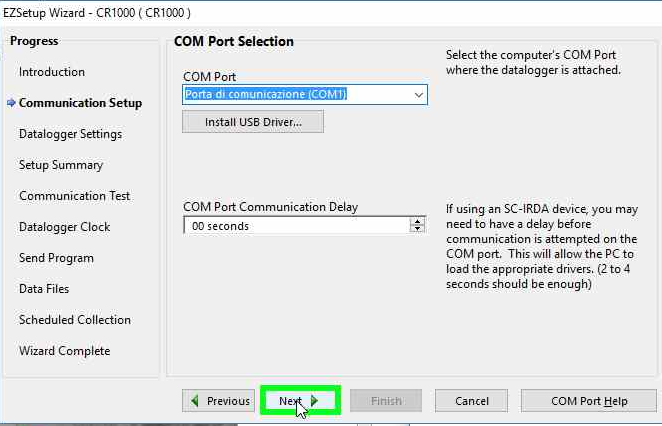 EZSetup Wizard - CR1000 ( CR1000 )
Progress
Introduction
Communication Setup
Datalogger Settings
Setup Summary
Communication Test
Datalogger Clock
Send Program
Data Files
Scheduled Collection
Wizard Complete
COM Port Selection
COM Port
Porta di comunicazione (COM1)
Install USB Driver...
Select the computer's COM Port
where the datalogger is attached.
COM Port Communication Delay
00 seconds
If using an SC-IRDA device, you may
need to have a delay before
communication is attempted on the
COM port. This will allow the PC to
load the appropriate drivers. (2 to 4
seconds should be enough)
Previous
Next
Finish
Cancel
COM Port Help